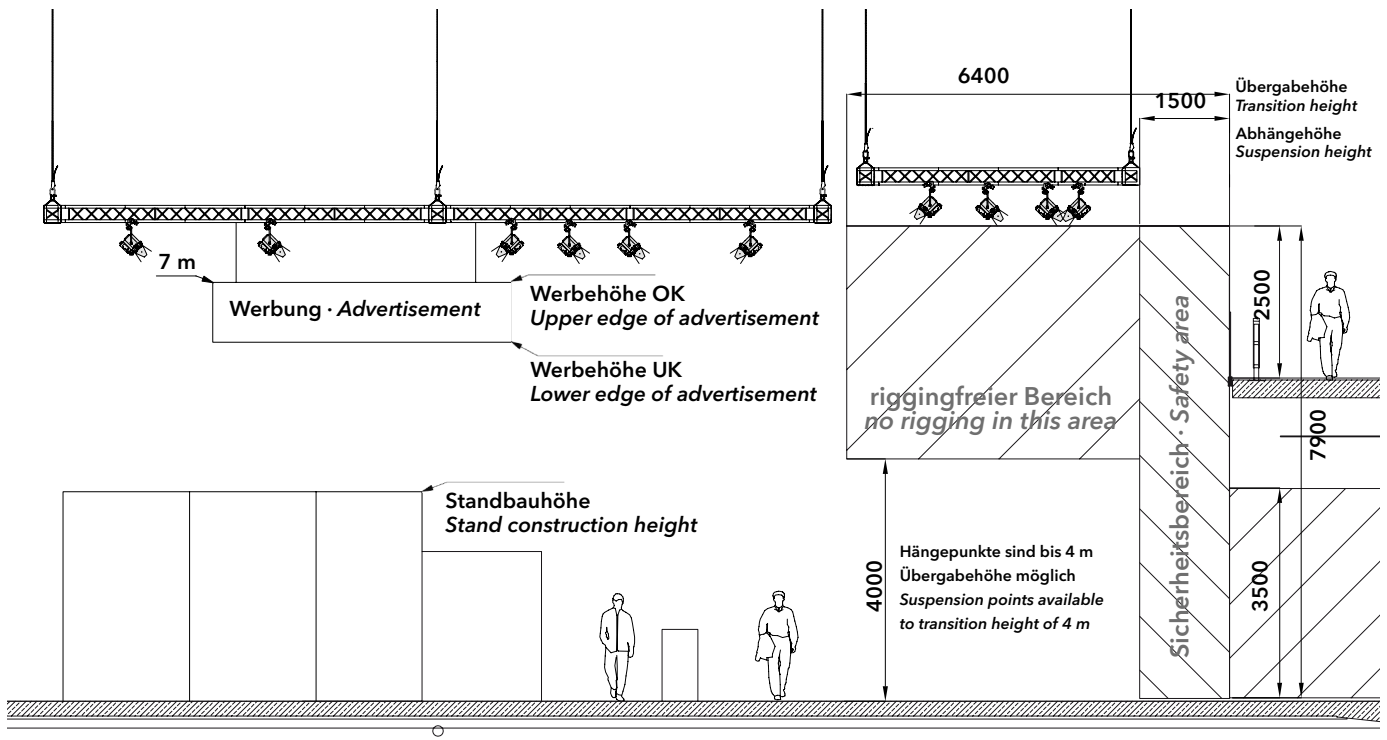 6400
1500
Übergabehöhe
Transition height
Abhängehöhe
Suspension height
7 m
Werbung · Advertisement
Werbehöhe OK
Upper edge of advertisement
Werbehöhe UK
Lower edge of advertisement
riggingfreier Bereich
no rigging in this area
Sicherheitsbereich · Safety area
2500
7900
Standbauhöhe
Stand construction height
4000
Hängepunkte sind bis 4 m
Übergabehöhe möglich
Suspension points available
to transition height of 4 m
3500